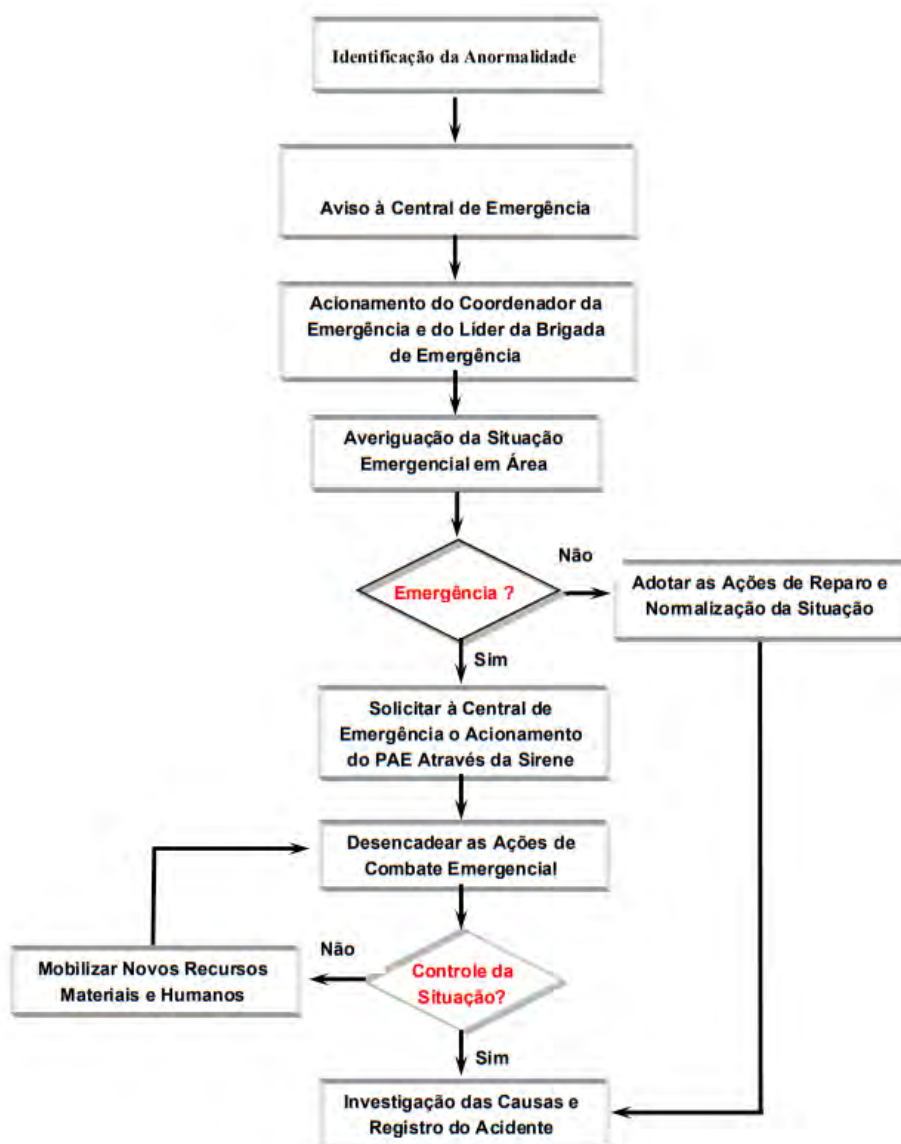 Identificação da Anormalidade
Aviso à Central de Emergência
Acionamento do Coordenador da
Emergência e do Líder da Brigada
de Emergência
Averiguação da Situação
Emergencial em Área
Emergência ?
Não
Adotar as Ações de Reparo e
Normalização da Situação
Sim
Solicitar à Central de
Emergência o Acionamento
do PAE Através da Sirene
Desencadear as Ações de
Combate Emergencial
Não
Mobilizar Novos Recursos
Materiais e Humanos
Controle da
Situação?
Sim
Investigação das Causas e
Registro do Acidente